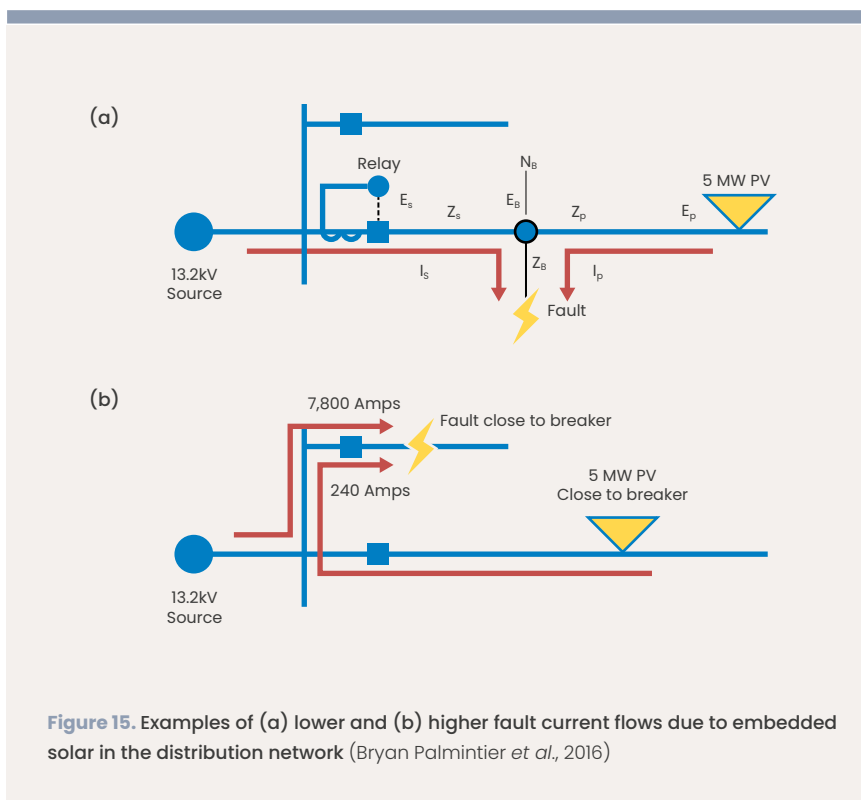 (a)
Relay
E_s
Z_s
N_B
E_B
Z_p
E_p
5 MW PV
13.2kV
Source
I_S
Z_B
I_p
Fault
(b)
7,800 Amps
Fault close to breaker
240 Amps
5 MW PV
Close to breaker
13.2kV
Source
Figure 15. Examples of (a) lower and (b) higher fault current flows due to embedded
solar in the distribution network (Bryan Palmintier et al., 2016)